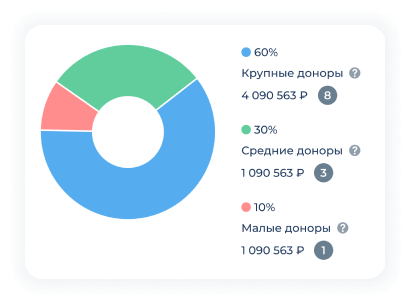 60%
Крупные доноры ?
4 090 563 ₽ 8
30%
Средние доноры ?
1 090 563 ₽ 3
10%
Малые доноры ?
1 090 563 ₽ 1